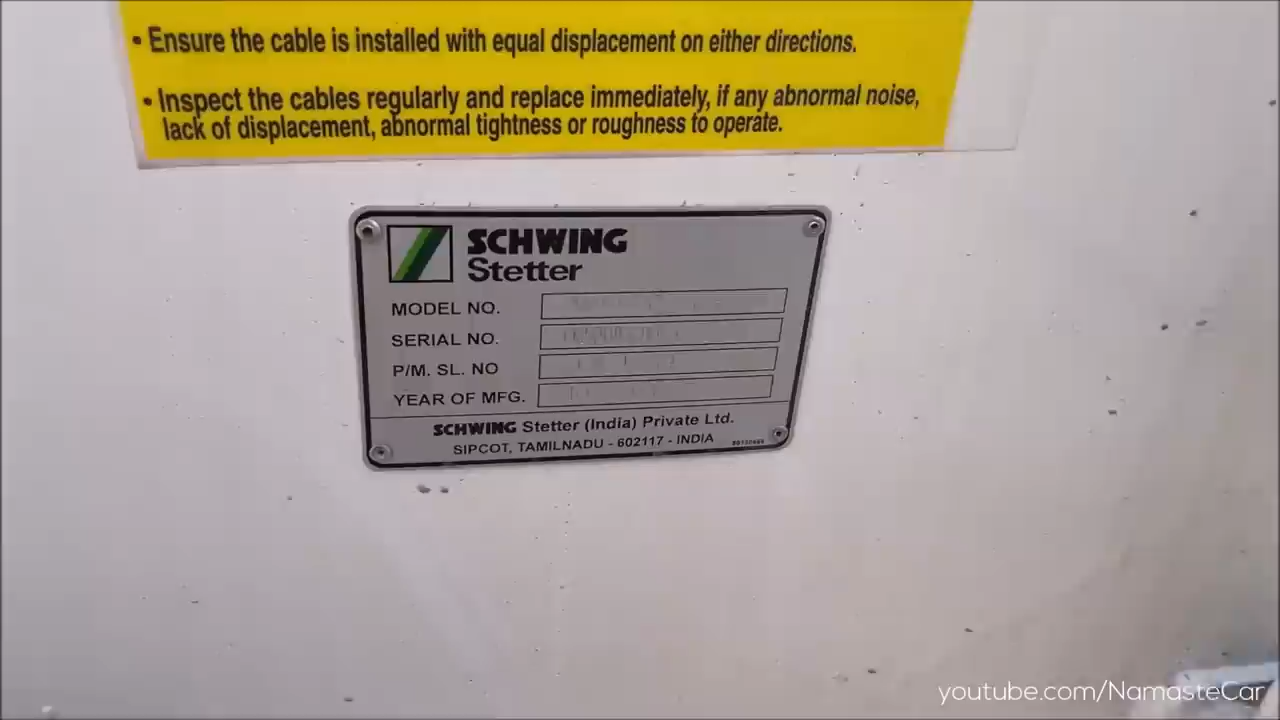 • Ensure the cable is installed with equal displacement on either directions.
• Inspect the cables regularly and replace immediately, if any abnormal noise,
lack of displacement, abnormal tightness or roughness to operate.
SCHWING
Stetter
MODEL NO.
SERIAL NO.
P/M. SL. NO
YEAR OF MFG.
SCHWING Stetter (India) Private Ltd.
SIPCOT, TAMILNADU - 602117 - INDIA
youtube.com/NamasteCar